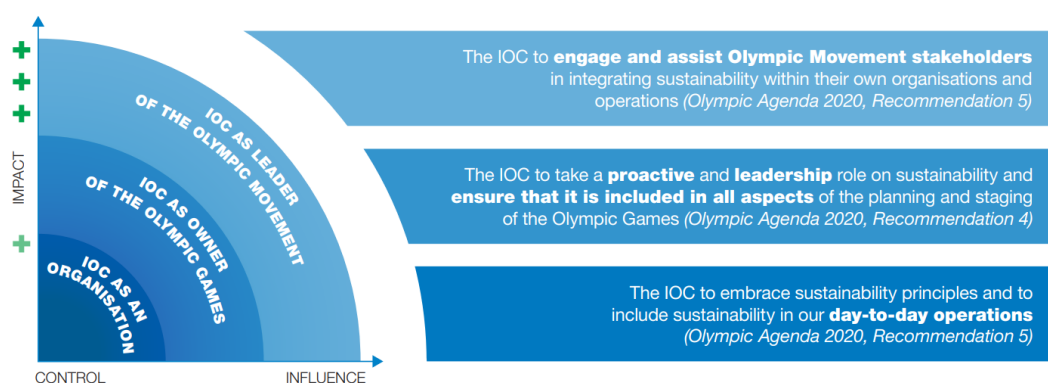 The IOC to engage and assist Olympic Movement stakeholders
in integrating sustainability within their own organisations and
operations (Olympic Agenda 2020, Recommendation 5)
The IOC to take a proactive and leadership role on sustainability and
ensure that it is included in all aspects of the planning and staging
of the Olympic Games (Olympic Agenda 2020, Recommendation 4)
The IOC to embrace sustainability principles and to
include sustainability in our day-to-day operations
(Olympic Agenda 2020, Recommendation 5)
IOC AS LEADER
OF THE OLYMPIC MOVEMENT
IOC AS OWNER
OF THE OLYMPIC GAMES
IOC AS AN
ORGANISATION
IMPACT
CONTROL
INFLUENCE